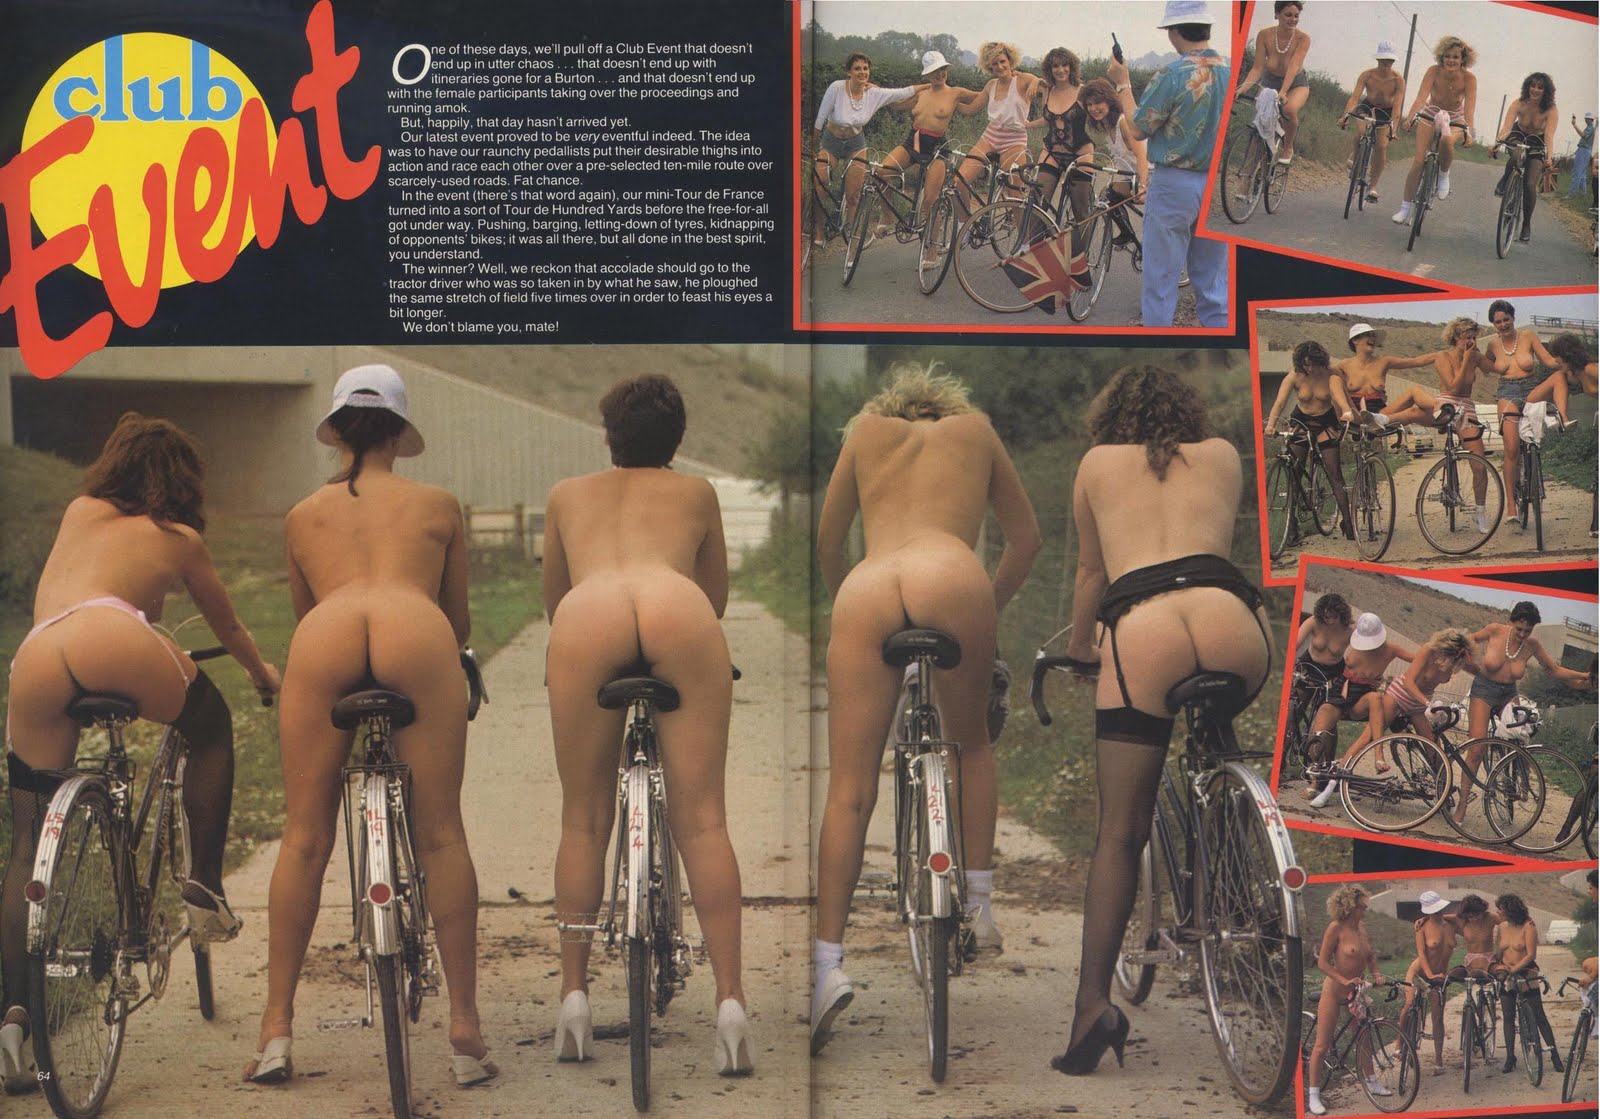 club
Event
One of these days, we'll pull off a Club Event that doesn't
end up in utter chaos . . . that doesn't end up with
itineraries gone for a Burton . . . and that doesn't end up
with the female participants taking over the proceedings and
running amok.
But, happily, that day hasn't arrived yet.
Our latest event proved to be very eventful indeed. The idea
was to have our raunchy pedallists put their desirable thighs into
action and race each other over a pre-selected ten-mile route over
scarcely-used roads. Fat chance.
In the event (there's that word again), our mini-Tour de France
turned into a sort of Tour de Hundred Yards before the free-for-all
got under way. Pushing, barging, letting-down of tyres, kidnapping
of opponents' bikes; it was all there, but all done in the best spirit,
you understand.
The winner? Well, we reckon that accolade should go to the
tractor driver who was so taken in by what he saw, he ploughed
the same stretch of field five times over in order to feast his eyes a
bit longer.
We don't blame you, mate!
64